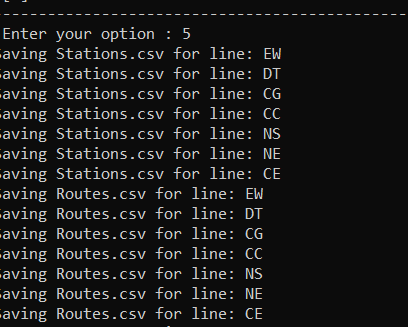 Enter your option : 5
Saving Stations.csv for line: EW
Saving Stations.csv for line: DT
Saving Stations.csv for line: CG
Saving Stations.csv for line: CC
Saving Stations.csv for line: NS
Saving Stations.csv for line: NE
Saving Stations.csv for line: CE
Saving Routes.csv for line: EW
Saving Routes.csv for line: DT
Saving Routes.csv for line: CG
Saving Routes.csv for line: CC
Saving Routes.csv for line: NS
Saving Routes.csv for line: NE
Saving Routes.csv for line: CE